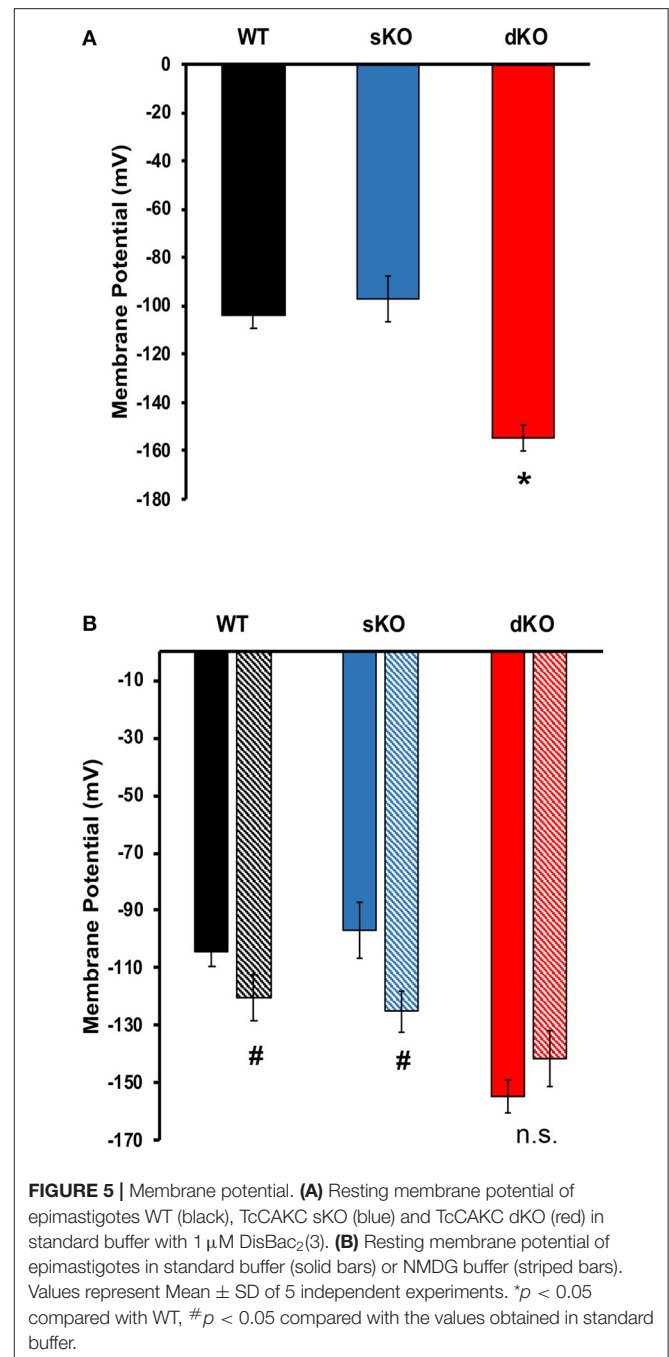 A
WT sKO dKO
0
-20
-40
-60
-80
-100
-120
-140
-160
-180
Membrane Potential (mV)
*
B
WT sKO dKO
-10
-30
-50
-70
-90
-110
-130
-150
-170
Membrane Potential (mV)
# #
n.s.
FIGURE 5 | Membrane potential. (A) Resting membrane potential of
epimastigotes WT (black), TcCAKC sKO (blue) and TcCAKC dKO (red) in
standard buffer with 1 μM DisBac₂(3). (B) Resting membrane potential of
epimastigotes in standard buffer (solid bars) or NMDG buffer (striped bars).
Values represent Mean ± SD of 5 independent experiments. *p < 0.05
compared with WT, #p < 0.05 compared with the values obtained in standard
buffer.